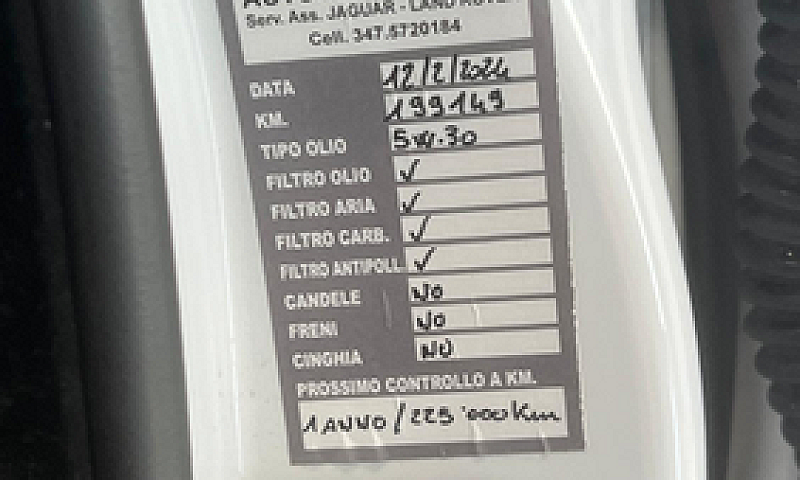 Serv. Ass. JAGUAR - LAND ROVER
Cell. 347.5720184
DATA 12/2/2024
KM. 199149
TIPO OLIO 5W.30
FILTRO OLIO ✓
FILTRO ARIA ✓
FILTRO CARB. ✓
FILTRO ANTIPOLL. ✓
CANDELE NO
FRENI NO
CINGHIA NO
PROSSIMO CONTROLLO A KM.
1 ANNO / 225'000 Km